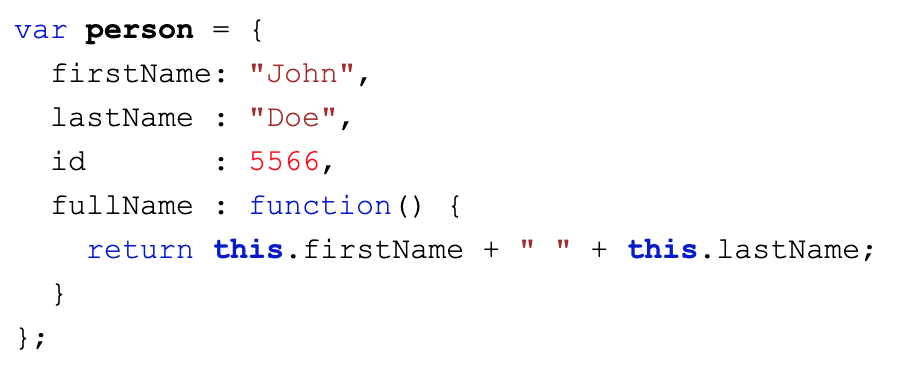 var person = {
  firstName: "John",
  lastName : "Doe",
  id       : 5566,
  fullName : function() {
    return this.firstName + " " + this.lastName;
  }
};